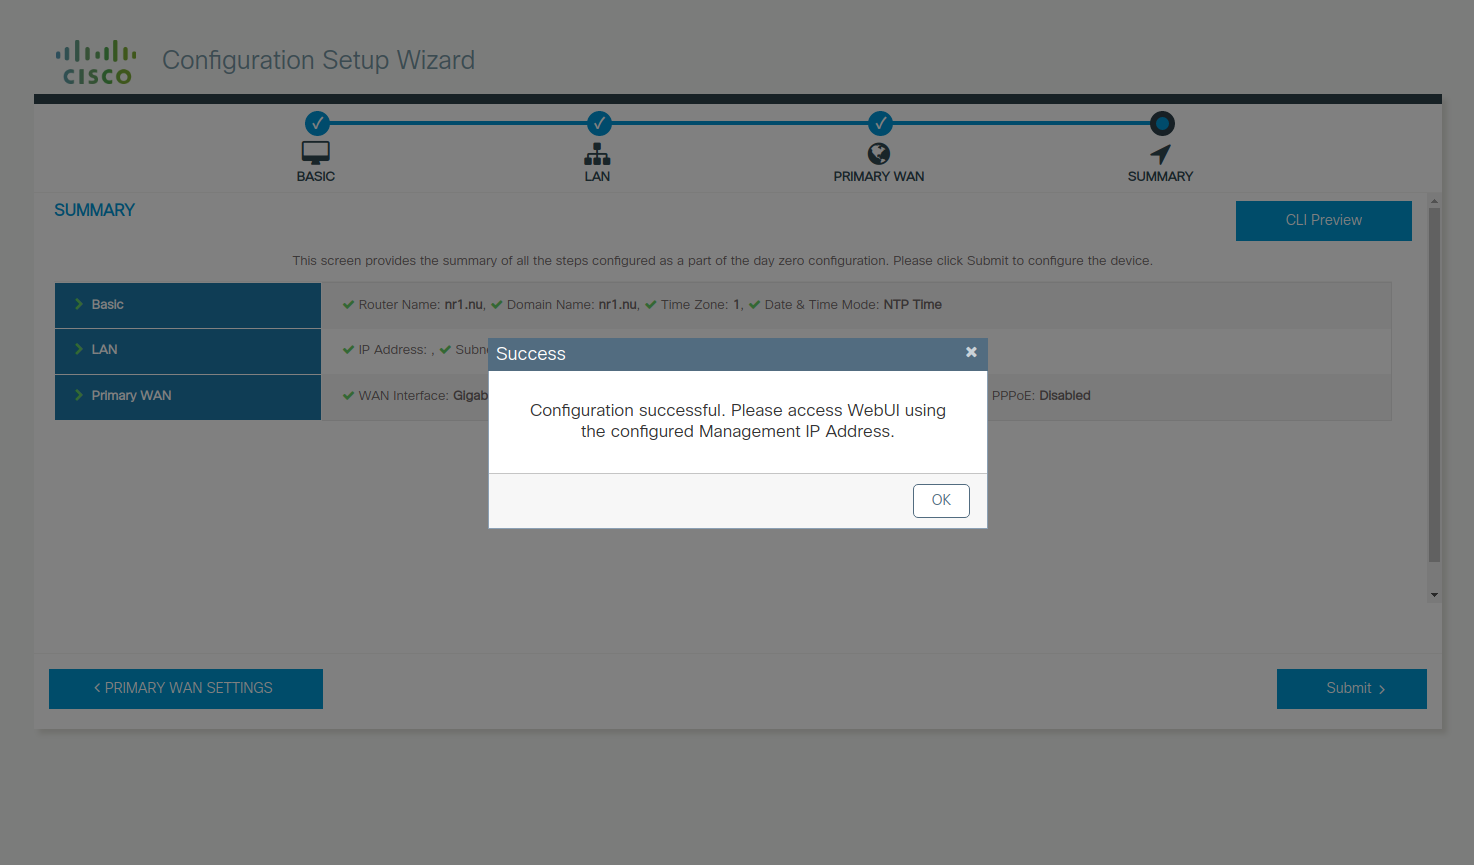 CISCO
Configuration Setup Wizard
BASIC
LAN
PRIMARY WAN
SUMMARY
SUMMARY
CLI Preview
This screen provides the summary of all the steps configured as a part of the day zero configuration. Please click Submit to configure the device.
Basic
Router Name: nr1.nu, Domain Name: nr1.nu, Time Zone: 1, Date & Time Mode: NTP Time
LAN
IP Address: ,
Primary WAN
WAN Interface:
PPPoE: Disabled
Success
Configuration successful. Please access WebUI using
the configured Management IP Address.
OK
PRIMARY WAN SETTINGS
Submit